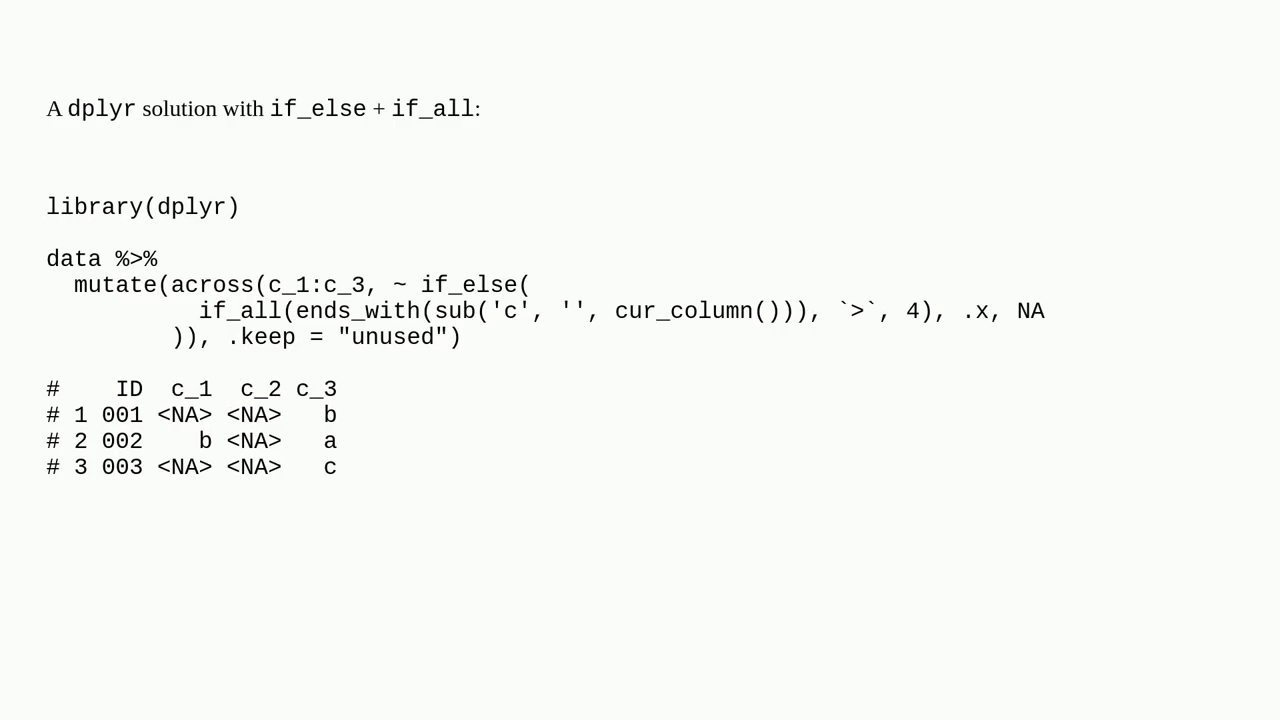 A dplyr solution with if_else + if_all:
library(dplyr)
data %>%
  mutate(across(c_1:c_3, ~ if_else(
           if_all(ends_with(sub('c', '', cur_column())), `>`, 4), .x, NA
         )), .keep = "unused")
#    ID  c_1  c_2 c_3
# 1 001 <NA> <NA>   b
# 2 002    b <NA>   a
# 3 003 <NA> <NA>   c